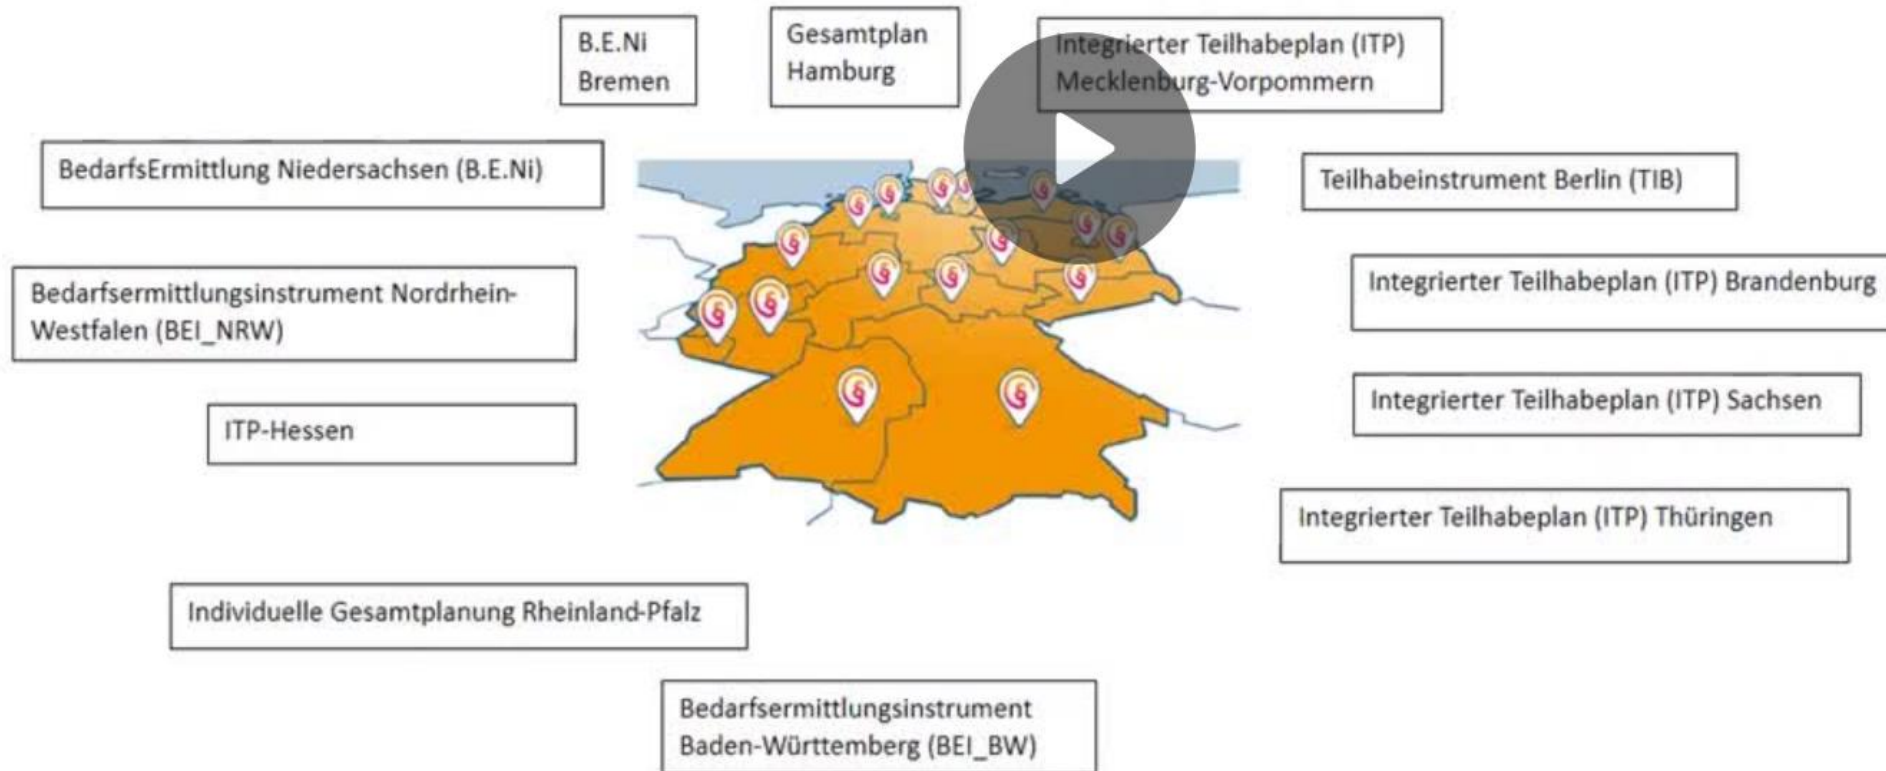 B.E.Ni
Bremen
Gesamtplan
Hamburg
Integrierter Teilhabeplan (ITP)
Mecklenburg-Vorpommern
BedarfsErmittlung Niedersachsen (B.E.Ni)
Teilhabeinstrument Berlin (TIB)
Bedarfsermittlungsinstrument Nordrhein-
Westfalen (BEI_NRW)
Integrierter Teilhabeplan (ITP) Brandenburg
ITP-Hessen
Integrierter Teilhabeplan (ITP) Sachsen
Integrierter Teilhabeplan (ITP) Thüringen
Individuelle Gesamtplanung Rheinland-Pfalz
Bedarfsermittlungsinstrument
Baden-Württemberg (BEI_BW)